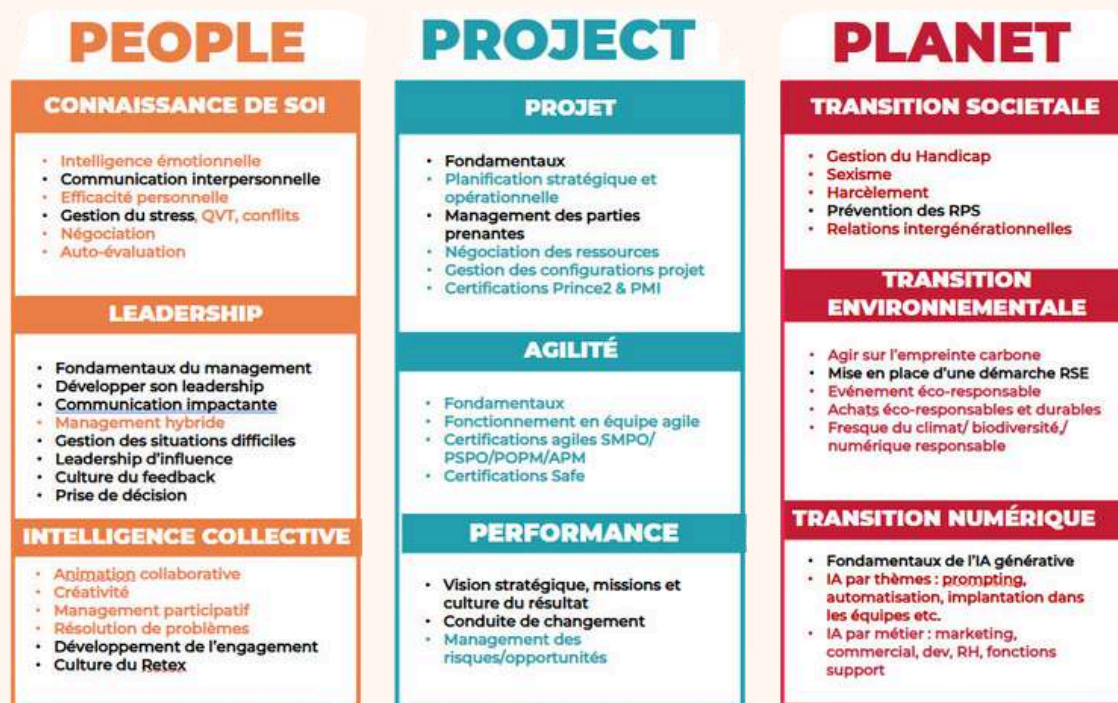 PEOPLE
CONNAISSANCE DE SOI
• Intelligence émotionnelle
• Communication interpersonnelle
• Efficacité personnelle
• Gestion du stress, QVT, conflits
• Négociation
• Auto-évaluation
LEADERSHIP
• Fondamentaux du management
• Développer son leadership
• Communication impactante
• Management hybride
• Gestion des situations difficiles
• Leadership d'influence
• Culture du feedback
• Prise de décision
INTELLIGENCE COLLECTIVE
• Animation collaborative
• Créativité
• Management participatif
• Résolution de problèmes
• Développement de l'engagement
• Culture du Retex
PROJECT
PROJET
• Fondamentaux
• Planification stratégique et
opérationnelle
• Management des parties
prenantes
• Négociation des ressources
• Gestion des configurations projet
• Certifications Prince2 & PMI
AGILITÉ
• Fondamentaux
• Fonctionnement en équipe agile
• Certifications agiles SMPO/
PSPO/POPM/APM
• Certifications Safe
PERFORMANCE
• Vision stratégique, missions et
culture du résultat
• Conduite de changement
• Management des
risques/opportunités
PLANET
TRANSITION SOCIETALE
• Gestion du Handicap
• Sexisme
• Harcèlement
• Prévention des RPS
• Relations intergénérationnelles
TRANSITION
ENVIRONNEMENTALE
• Agir sur l'empreinte carbone
• Mise en place d'une démarche RSE
• Evénement éco-responsable
• Achats éco-responsables et durables
• Fresque du climat/ biodiversité,/
numérique responsable
TRANSITION NUMÉRIQUE
• Fondamentaux de l'IA générative
• IA par thèmes : prompting,
automatisation, implantation dans
les équipes etc.
• IA par métier : marketing,
commercial, dev, RH, fonctions
support